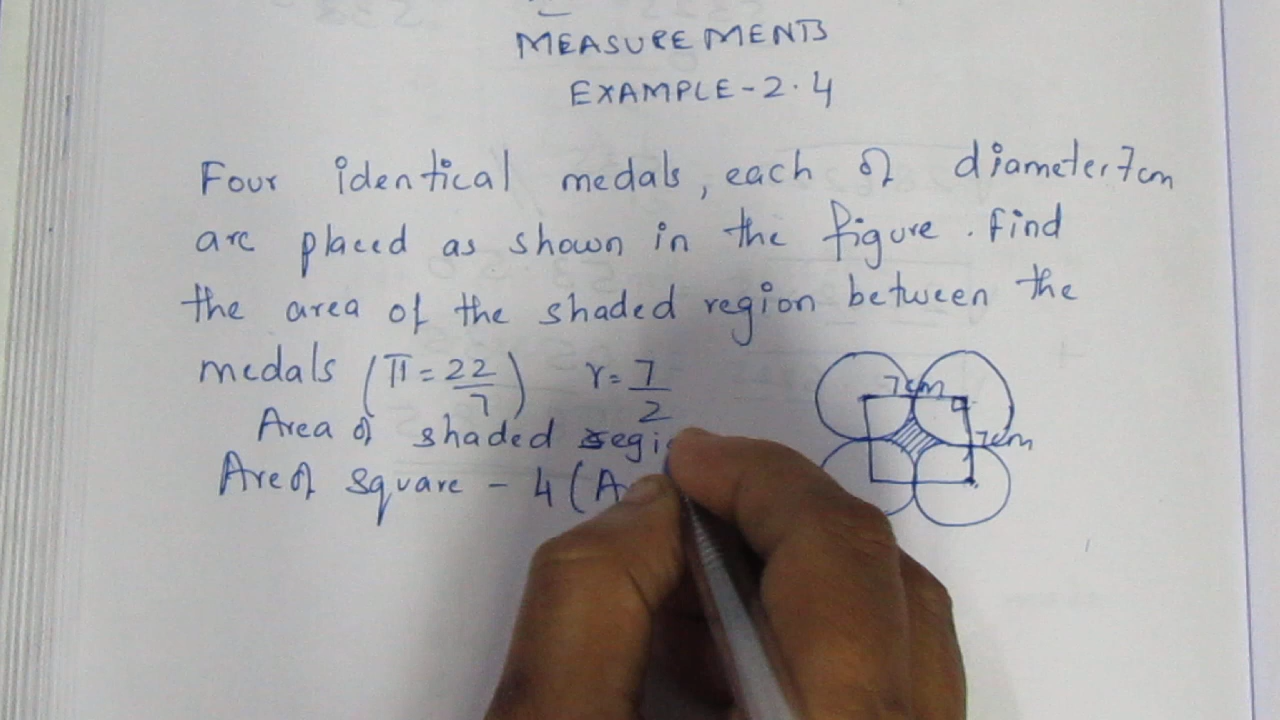 MEASUREMENTS
EXAMPLE-2.4
Four identical medals, each of diameter 7cm
are placed as shown in the figure. Find
the area of the shaded region between the
medals (π = 22/7) r = 7/2
7cm
Area of shaded
7cm
Are of square - 4 (A